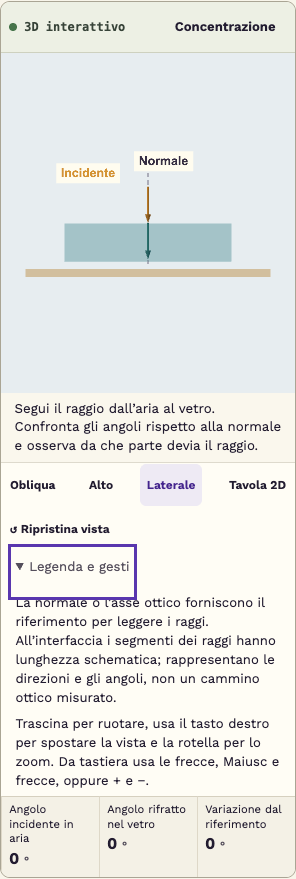 3D interattivo
Concentrazione
Normale
Incidente
Segui il raggio dall’aria al vetro.
Confronta gli angoli rispetto alla normale
e osserva da che parte devia il raggio.
Obliqua
Alto
Laterale
Tavola 2D
↺ Ripristina vista
▼ Legenda e gesti
La normale o l’asse ottico forniscono il
riferimento per leggere i raggi.
All’interfaccia i segmenti dei raggi hanno
lunghezza schematica; rappresentano le
direzioni e gli angoli, non un cammino
ottico misurato.
Trascina per ruotare, usa il tasto destro
per spostare la vista e la rotella per lo
zoom. Da tastiera usa le frecce, Maiusc e
frecce, oppure + e −.
Angolo
incidente in
aria
0 °
Angolo rifratto
nel vetro
0 °
Variazione dal
riferimento
0 °